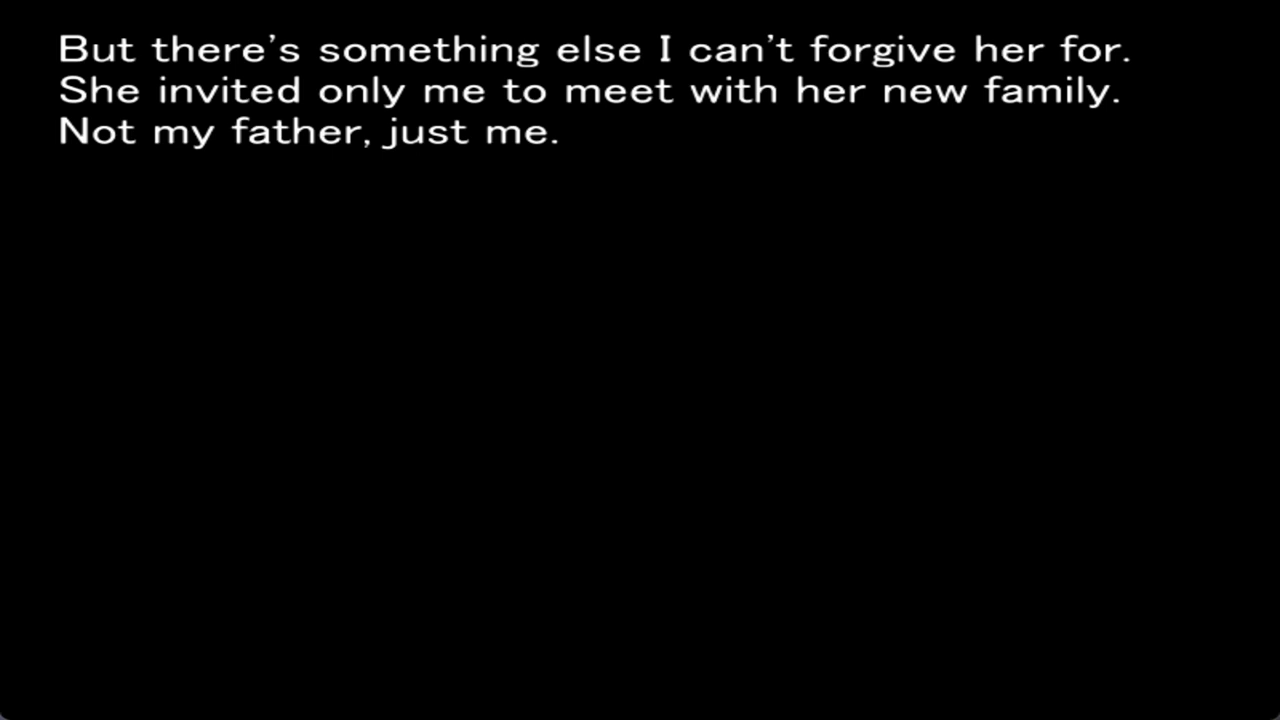 But there’s something else I can’t forgive her for.
She invited only me to meet with her new family.
Not my father, just me.